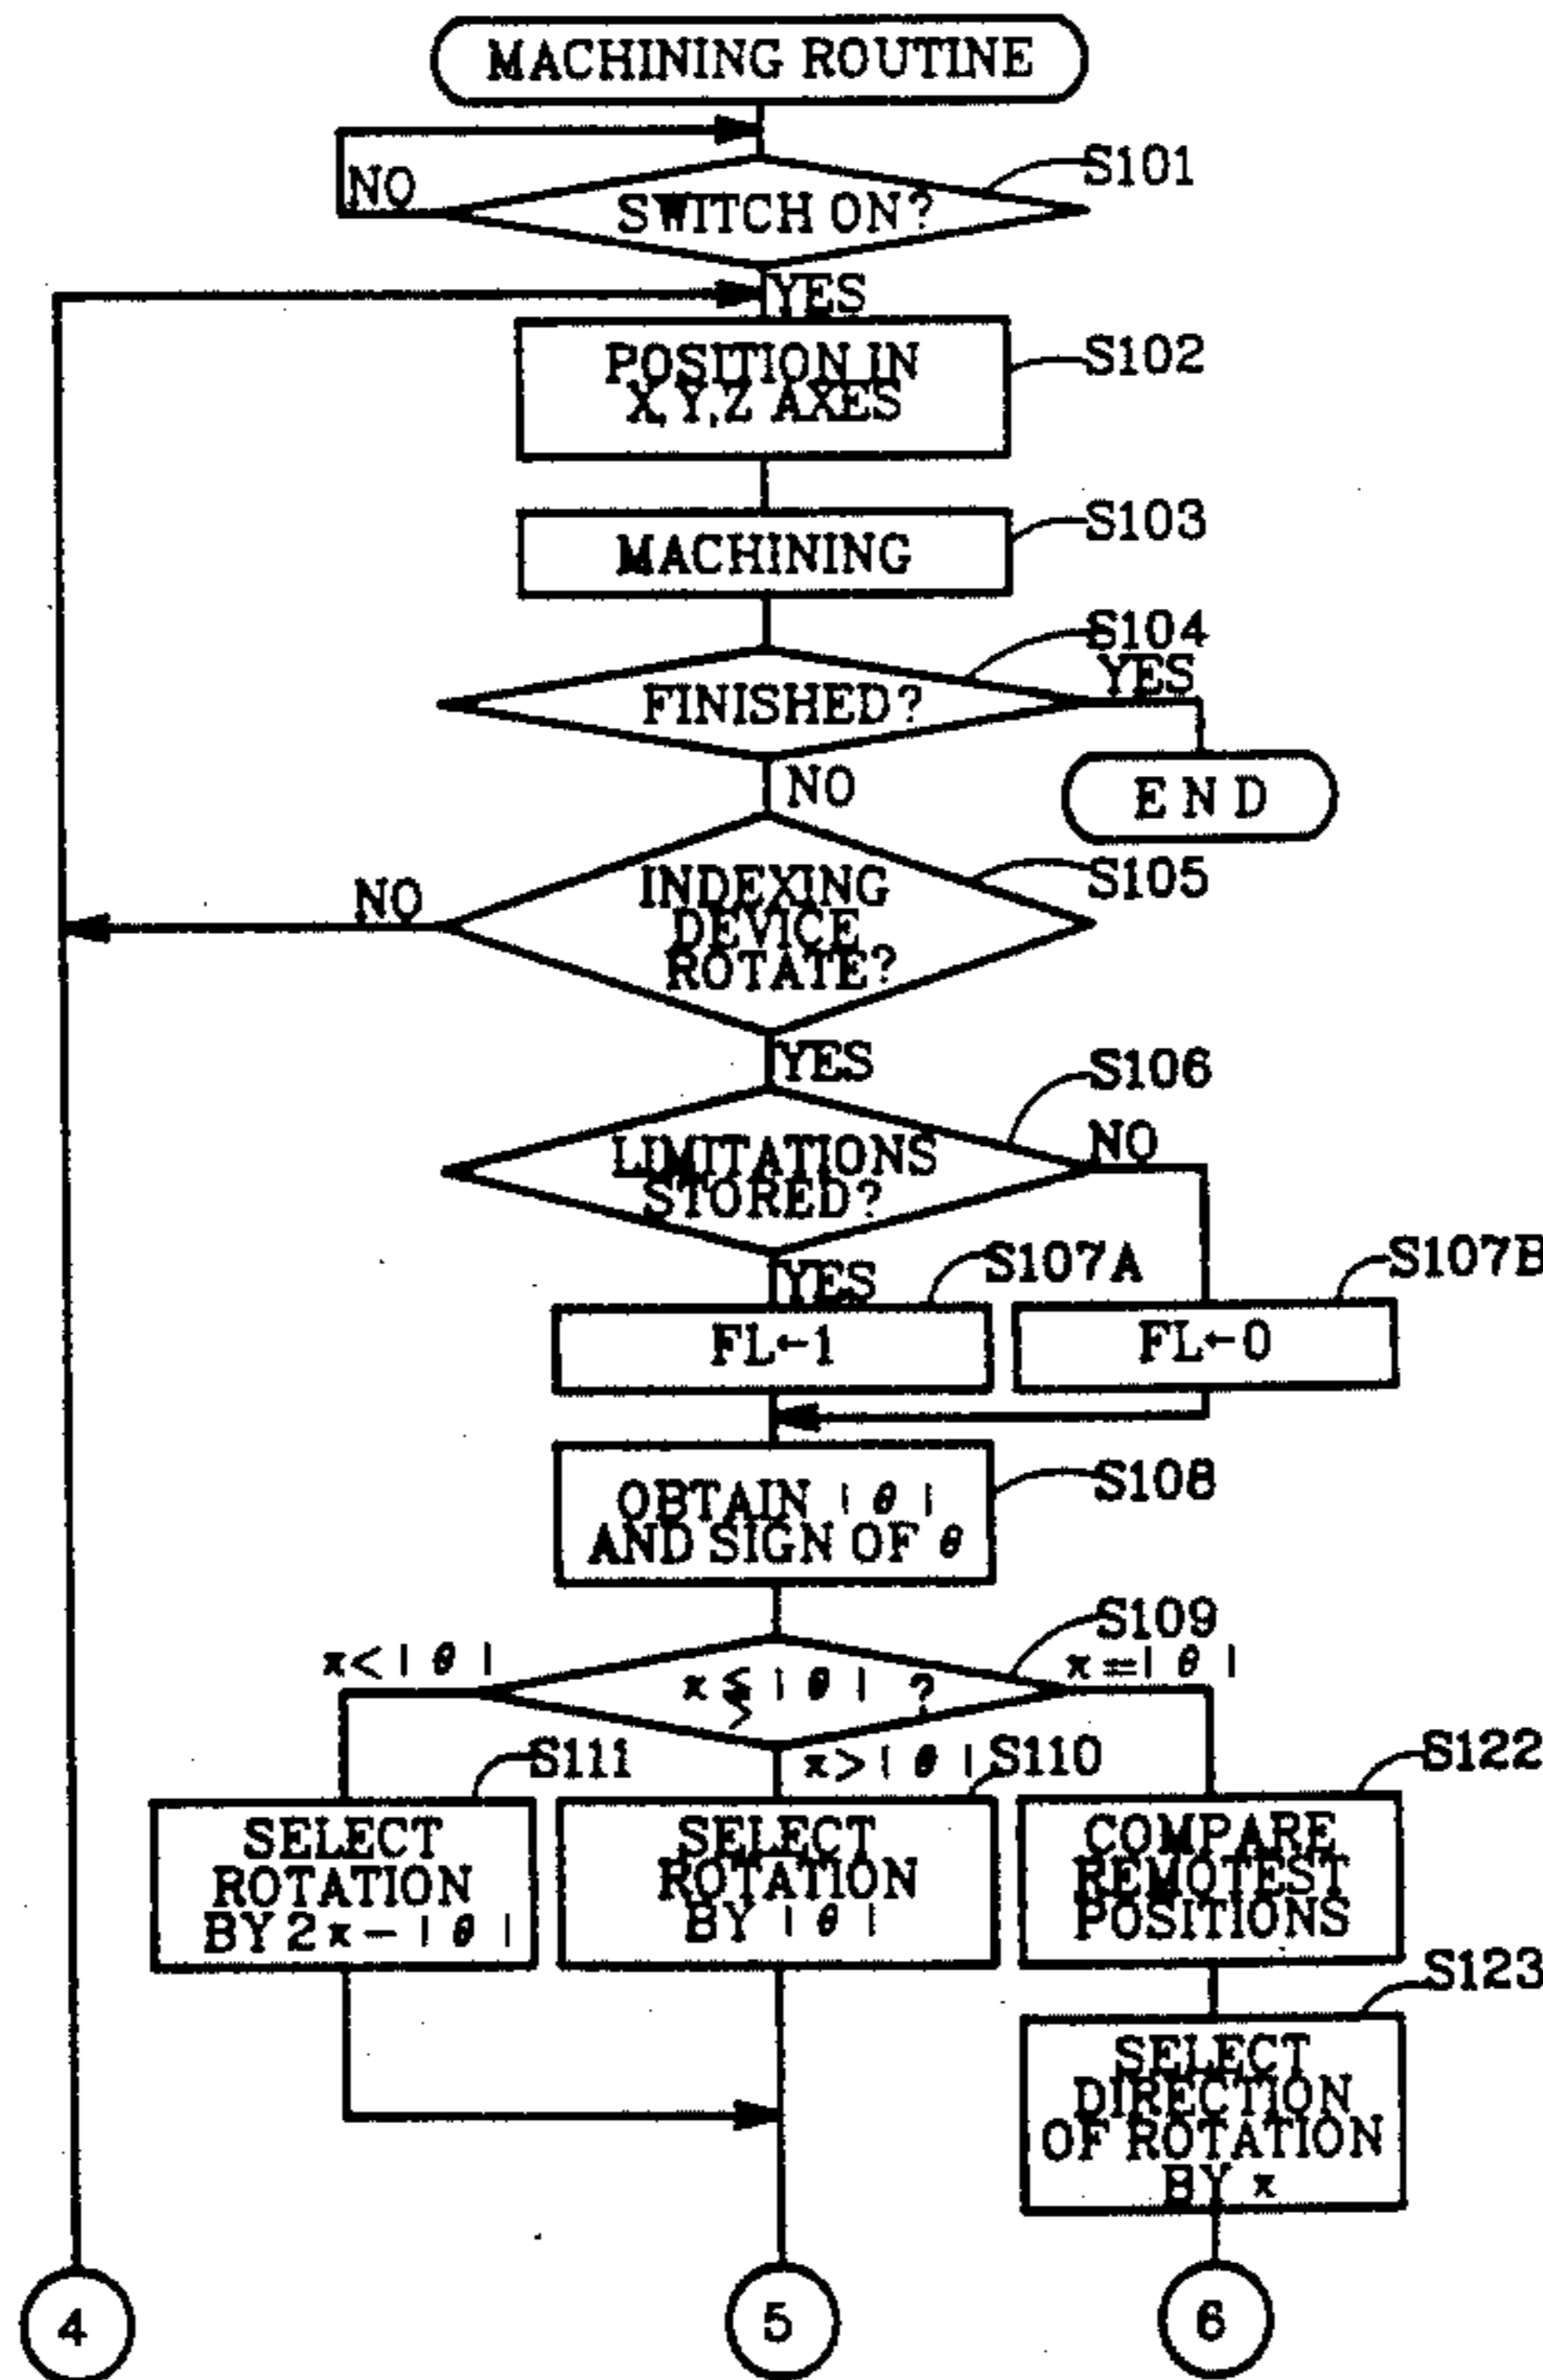 MACHINING ROUTINE
NO
SWITCH ON?
S101
YES
POSITION IN
X,Y,Z AXES
S102
MACHINING
S103
FINISHED?
S104
YES
NO
E N D
INDEXING
DEVICE
ROTATE?
S105
NO
YES
LIMITATIONS
STORED?
S106
NO
YES
S107A
S107B
FL←1
FL←0
OBTAIN |θ|
AND SIGN OF θ
S108
S109
π<|θ|
π≦>|θ| ?
π=|θ|
S111
π>|θ|
S110
S122
SELECT
ROTATION
BY 2π-|θ|
SELECT
ROTATION
BY |θ|
COMPARE
REMOTEST
POSITIONS
S123
SELECT
DIRECTION
OF ROTATION
BY π
4
5
6